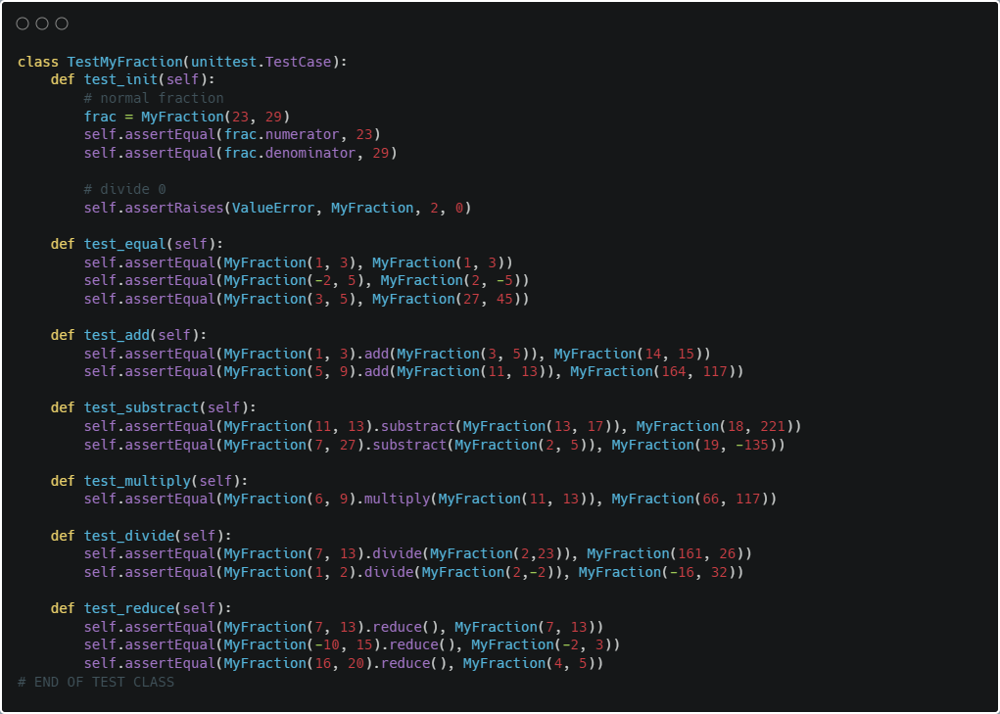 class TestMyFraction(unittest.TestCase):
    def test_init(self):
        # normal fraction
        frac = MyFraction(23, 29)
        self.assertEqual(frac.numerator, 23)
        self.assertEqual(frac.denominator, 29)

        # divide 0
        self.assertRaises(ValueError, MyFraction, 2, 0)

    def test_equal(self):
        self.assertEqual(MyFraction(1, 3), MyFraction(1, 3))
        self.assertEqual(MyFraction(-2, 5), MyFraction(2, -5))
        self.assertEqual(MyFraction(3, 5), MyFraction(27, 45))

    def test_add(self):
        self.assertEqual(MyFraction(1, 3).add(MyFraction(3, 5)), MyFraction(14, 15))
        self.assertEqual(MyFraction(5, 9).add(MyFraction(11, 13)), MyFraction(164, 117))

    def test_substract(self):
        self.assertEqual(MyFraction(11, 13).substract(MyFraction(13, 17)), MyFraction(18, 221))
        self.assertEqual(MyFraction(7, 27).substract(MyFraction(2, 5)), MyFraction(19, -135))

    def test_multiply(self):
        self.assertEqual(MyFraction(6, 9).multiply(MyFraction(11, 13)), MyFraction(66, 117))

    def test_divide(self):
        self.assertEqual(MyFraction(7, 13).divide(MyFraction(2,23)), MyFraction(161, 26))
        self.assertEqual(MyFraction(1, 2).divide(MyFraction(2,-2)), MyFraction(-16, 32))

    def test_reduce(self):
        self.assertEqual(MyFraction(7, 13).reduce(), MyFraction(7, 13))
        self.assertEqual(MyFraction(-10, 15).reduce(), MyFraction(-2, 3))
        self.assertEqual(MyFraction(16, 20).reduce(), MyFraction(4, 5))
# END OF TEST CLASS